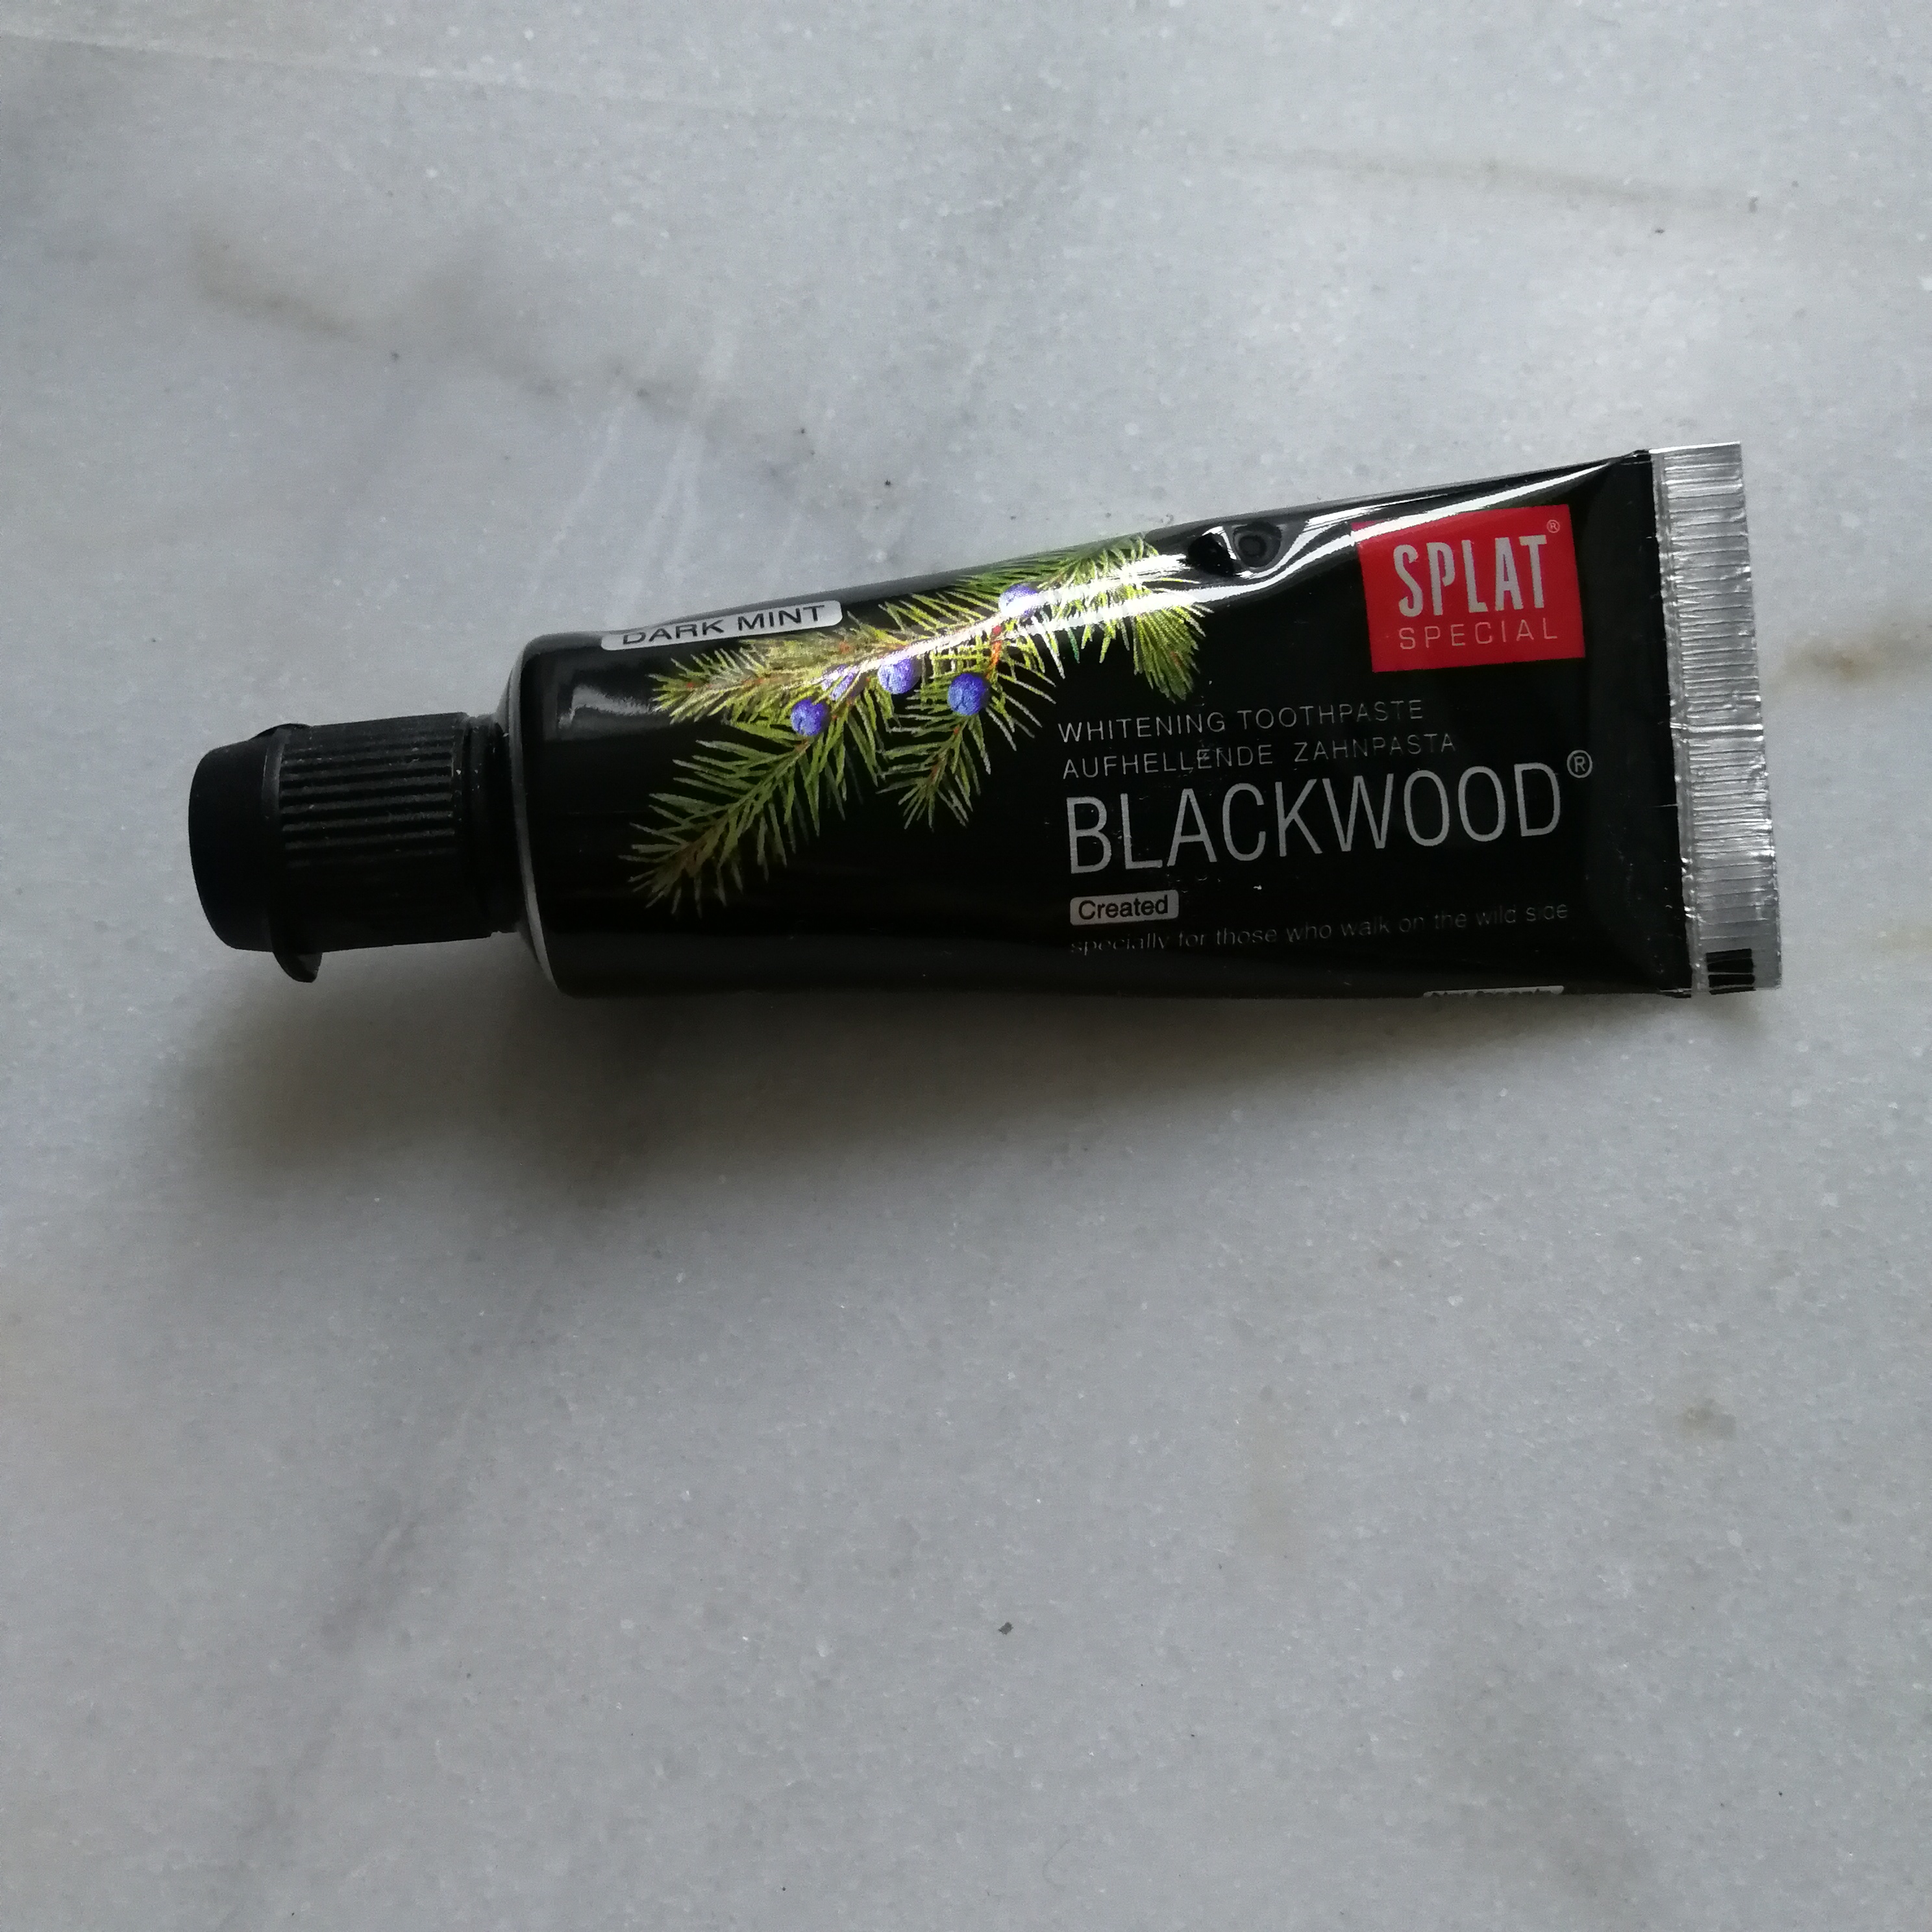 DARK MINT
SPLAT®
SPECIAL
WHITENING TOOTHPASTE
AUFHELLENDE ZAHNPASTA
BLACKWOOD®
Created
specially for those who walk on the wild side